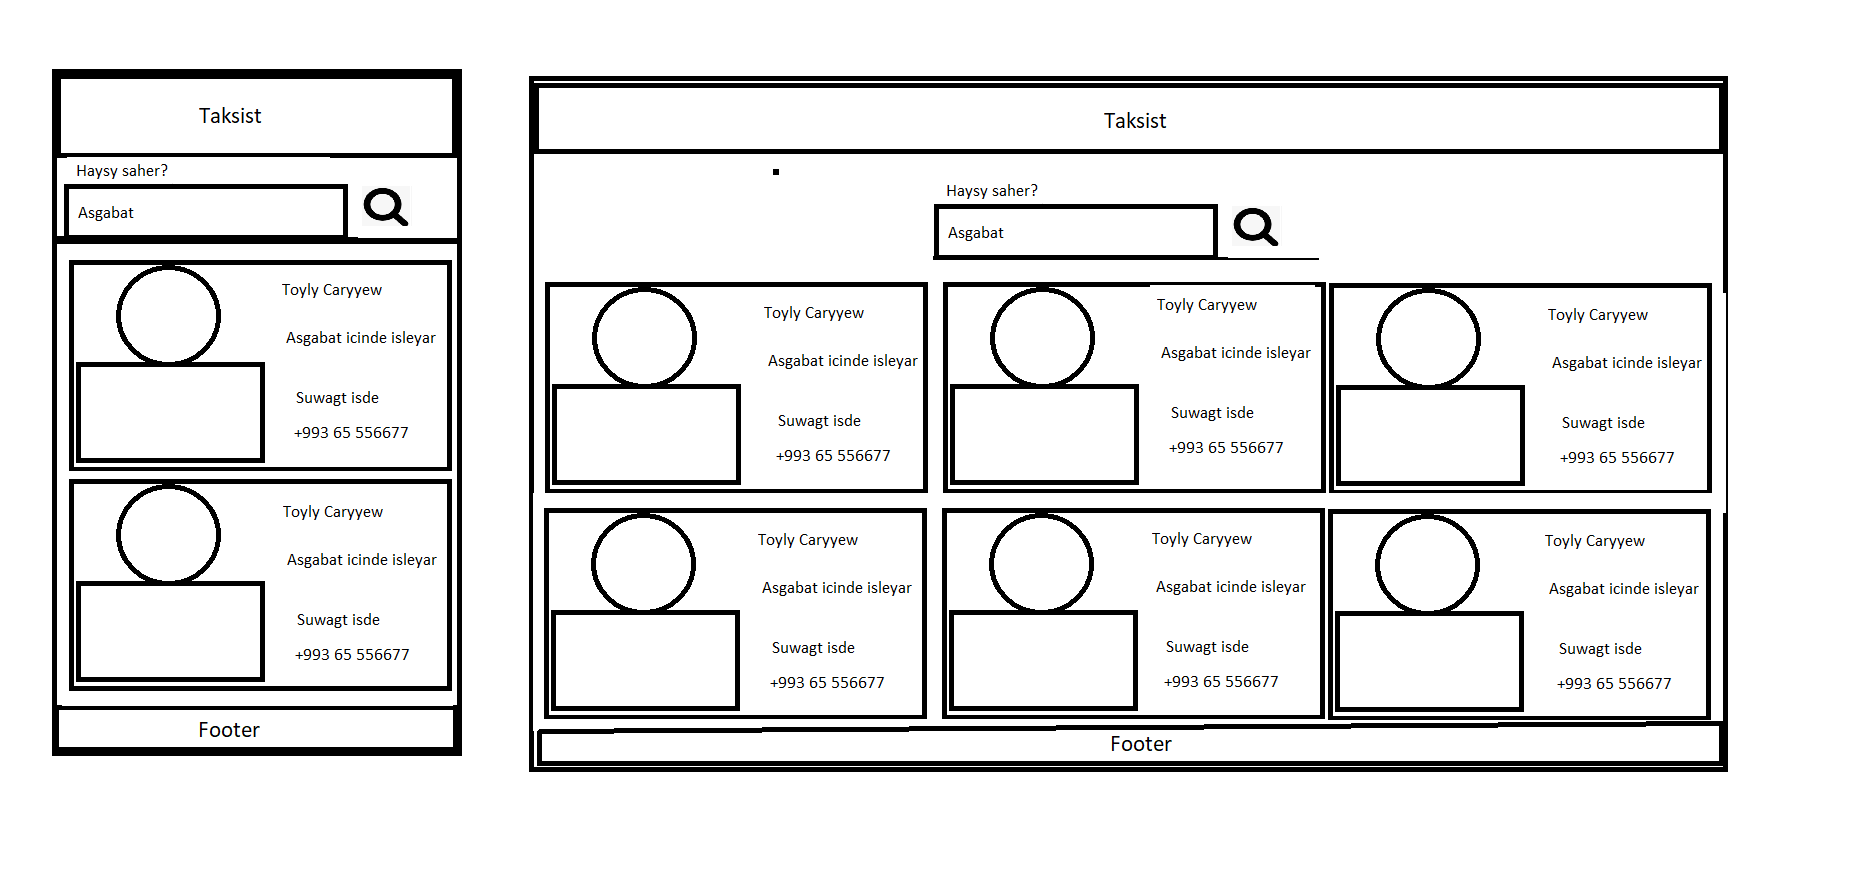 Taksist
Haysy saher?
Asgabat
Toyly Caryyew
Asgabat icinde isleyar
Suwagt isde
+993 65 556677
Toyly Caryyew
Asgabat icinde isleyar
Suwagt isde
+993 65 556677
Footer
Taksist
Haysy saher?
Asgabat
Toyly Caryyew
Asgabat icinde isleyar
Suwagt isde
+993 65 556677
Toyly Caryyew
Asgabat icinde isleyar
Suwagt isde
+993 65 556677
Toyly Caryyew
Asgabat icinde isleyar
Suwagt isde
+993 65 556677
Toyly Caryyew
Asgabat icinde isleyar
Suwagt isde
+993 65 556677
Toyly Caryyew
Asgabat icinde isleyar
Suwagt isde
+993 65 556677
Toyly Caryyew
Asgabat icinde isleyar
Suwagt isde
+993 65 556677
Footer